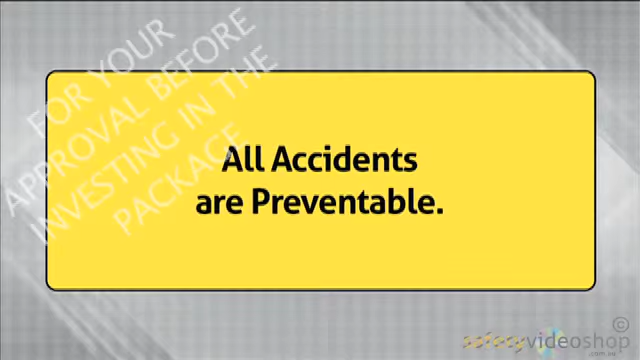 FOR YOUR
APPROVAL BEFORE
INVESTING IN THE
PACKAGE
All Accidents
are Preventable.
©
safetyvideoshop
.com.au